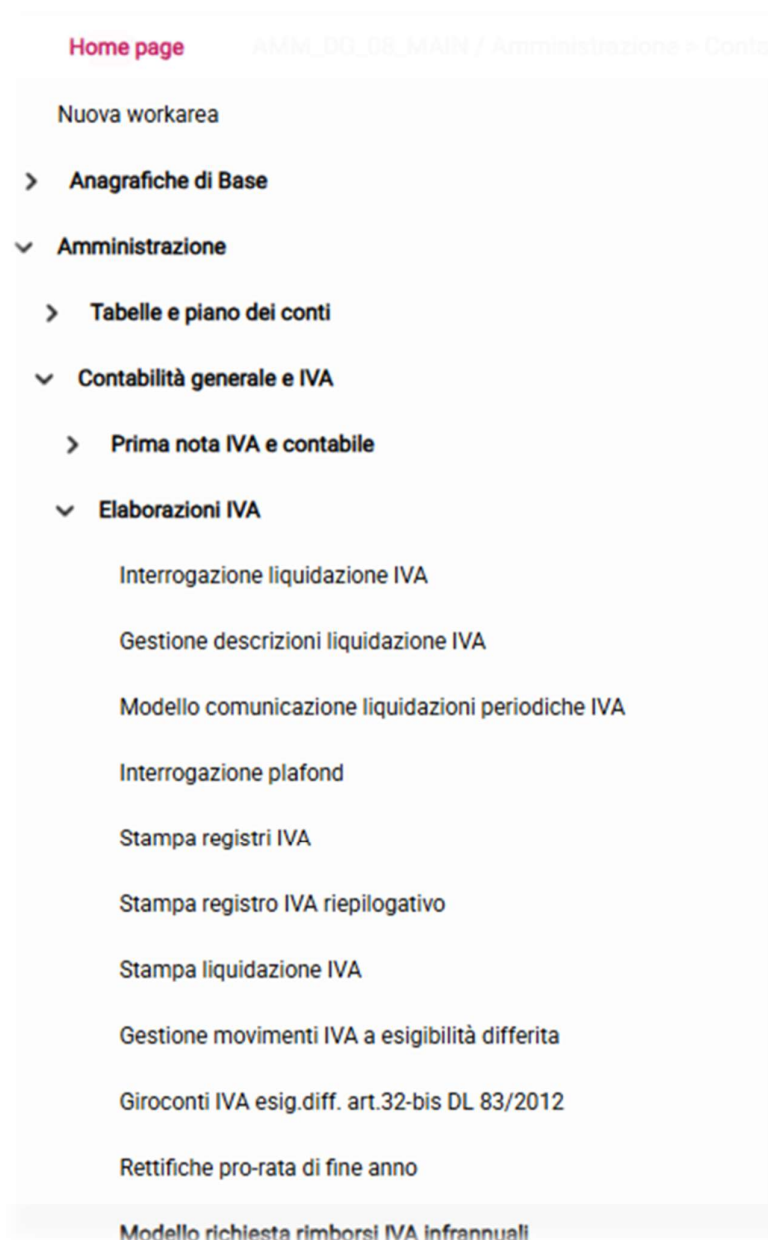 Home page
AMM_DO_08_MAIN / Amministrazione » Conta
Nuova workarea
Anagrafiche di Base
Amministrazione
Tabelle e piano dei conti
Contabilità generale e IVA
Prima nota IVA e contabile
Elaborazioni IVA
Interrogazione liquidazione IVA
Gestione descrizioni liquidazione IVA
Modello comunicazione liquidazioni periodiche IVA
Interrogazione plafond
Stampa registri IVA
Stampa registro IVA riepilogativo
Stampa liquidazione IVA
Gestione movimenti IVA a esigibilità differita
Giroconti IVA esig.diff. art.32-bis DL 83/2012
Rettifiche pro-rata di fine anno
Modello richiesta rimborsi IVA infrannuali